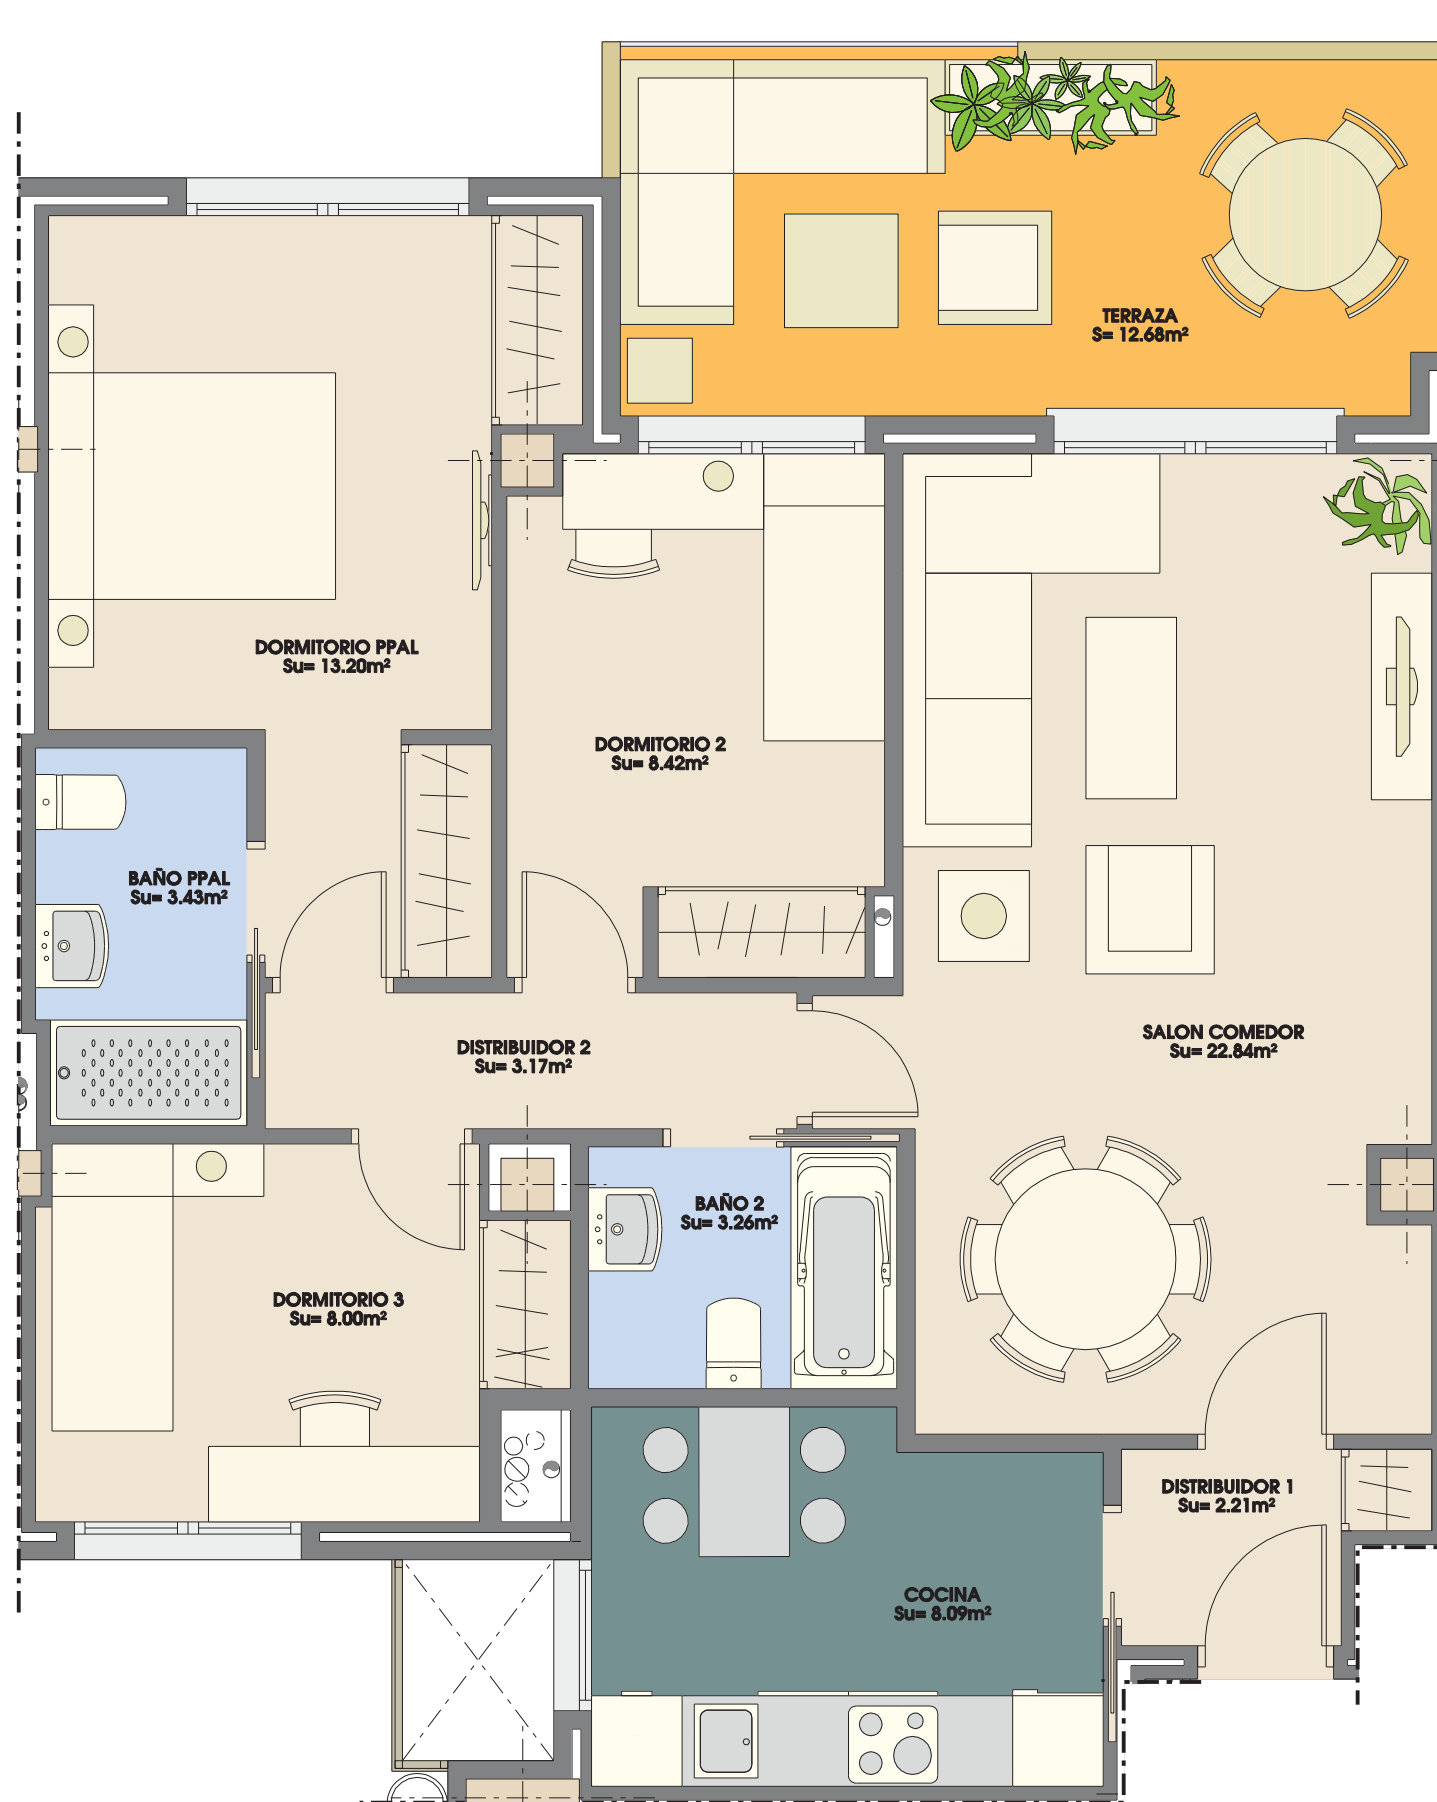 TERRAZA
S= 12.68m²
DORMITORIO PPAL
Su= 13.20m²
DORMITORIO 2
Su= 8.42m²
BAÑO PPAL
Su= 3.43m²
SALON COMEDOR
Su= 22.84m²
DISTRIBUIDOR 2
Su= 3.17m²
BAÑO 2
Su= 3.26m²
DORMITORIO 3
Su= 8.00m²
DISTRIBUIDOR 1
Su= 2.21m²
COCINA
Su= 8.09m²